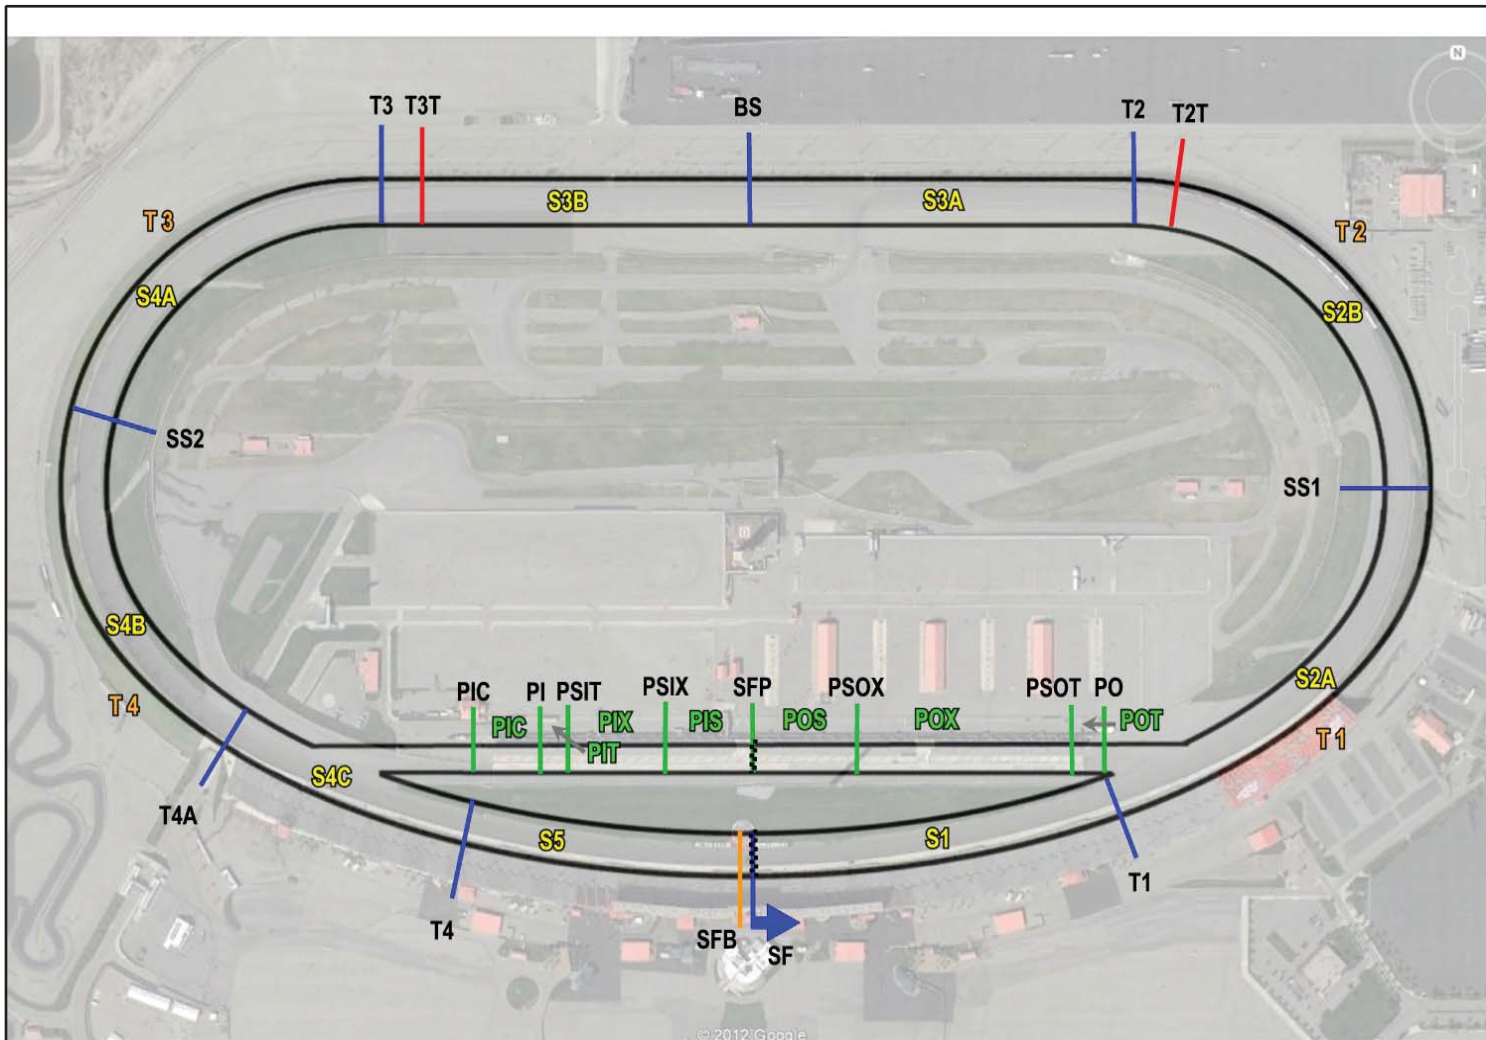 N
T3 T3T BS T2 T2T
S3B S3A
T 3 T 2
S4A S2B
SS2
SS1
S4B S2A
T 4 T 1
PIC PI PSIT PSIX SFP PSOX PSOT PO
PIC PIX PIS POS POX POT
PIT
S4C
T4A
S5 S1
T1
T4
SFB SF
© 2012 Google